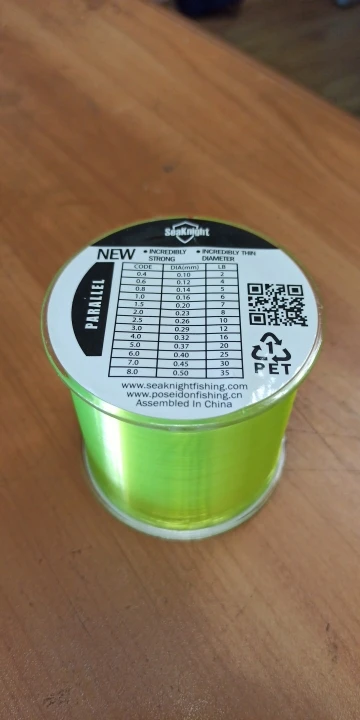 SeaKnight
NEW • INCREDIBLY STRONG • INCREDIBLY THIN DIAMETER
PARALLEL
CODE DIA(mm) LB
0.4 0.10 2
0.6 0.12 4
0.8 0.14 5
1.0 0.16 6
1.5 0.20 7
2.0 0.23 8
2.5 0.26 10
3.0 0.29 12
4.0 0.32 16
5.0 0.37 20
6.0 0.40 25
7.0 0.45 30
8.0 0.50 35
1
PET
www.seaknightfishing.com
www.poseidonfishing.cn
Assembled In China